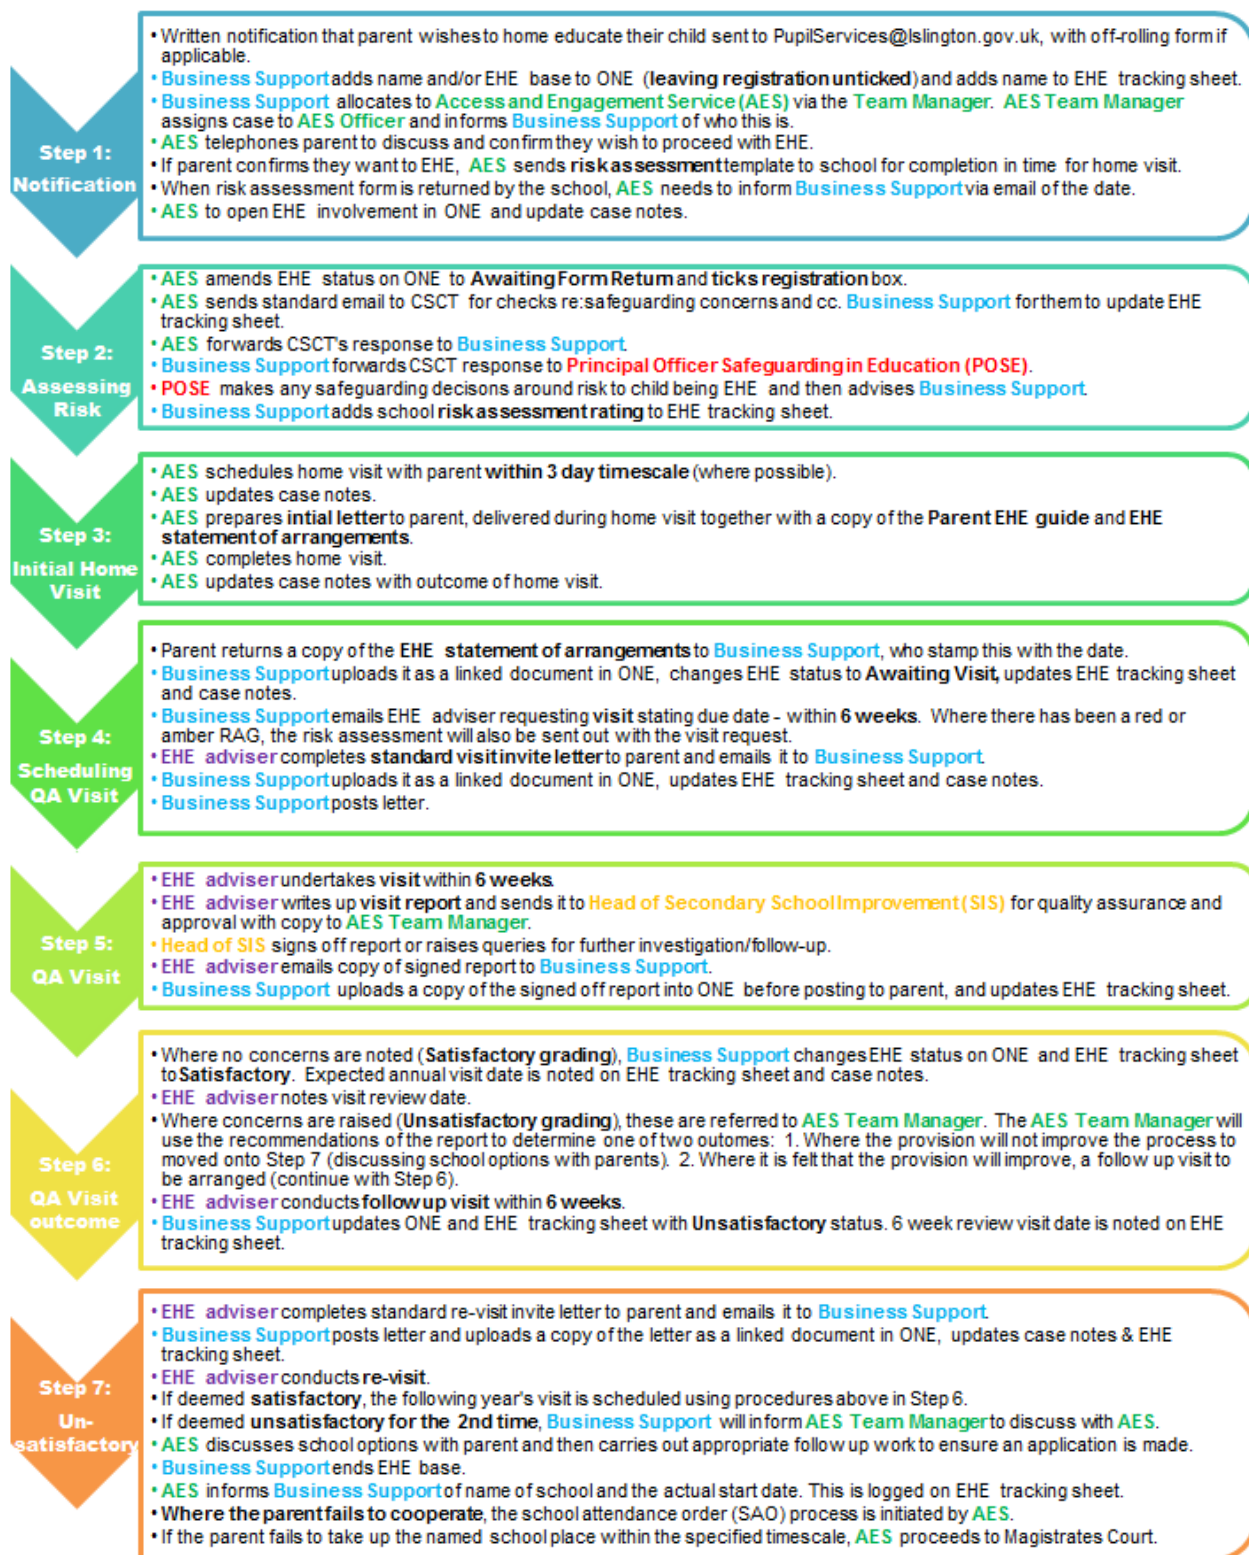 Step 1:
Notification
• Written notification that parent wishes to home educate their child sent to PupilServices@Islington.gov.uk, with off-rolling form if
applicable.
• Business Support adds name and/or EHE base to ONE (leaving registration unticked) and adds name to EHE tracking sheet.
• Business Support allocates to Access and Engagement Service (AES) via the Team Manager. AES Team Manager
assigns case to AES Officer and informs Business Support of who this is.
• AES telephones parent to discuss and confirm they wish to proceed with EHE.
• If parent confirms they want to EHE, AES sends risk assessment template to school for completion in time for home visit.
• When risk assessment form is returned by the school, AES needs to inform Business Support via email of the date.
• AES to open EHE involvement in ONE and update case notes.
Step 2:
Assessing
Risk
• AES amends EHE status on ONE to Awaiting Form Return and ticks registration box.
• AES sends standard email to CSCT for checks re:safeguarding concerns and cc. Business Support for them to update EHE
tracking sheet.
• AES forwards CSCT's response to Business Support.
• Business Support forwards CSCT response to Principal Officer Safeguarding in Education (POSE).
• POSE makes any safeguarding decisons around risk to child being EHE and then advises Business Support.
• Business Support adds school risk assessment rating to EHE tracking sheet.
Step 3:
Initial Home
Visit
• AES schedules home visit with parent within 3 day timescale (where possible).
• AES updates case notes.
• AES prepares intial letter to parent, delivered during home visit together with a copy of the Parent EHE guide and EHE
statement of arrangements.
• AES completes home visit.
• AES updates case notes with outcome of home visit.
Step 4:
Scheduling
QA Visit
• Parent returns a copy of the EHE statement of arrangements to Business Support, who stamp this with the date.
• Business Support uploads it as a linked document in ONE, changes EHE status to Awaiting Visit, updates EHE tracking sheet
and case notes.
• Business Support emails EHE adviser requesting visit stating due date - within 6 weeks. Where there has been a red or
amber RAG, the risk assessment will also be sent out with the visit request.
• EHE adviser completes standard visit invite letter to parent and emails it to Business Support.
• Business Support uploads it as a linked document in ONE, updates EHE tracking sheet and case notes.
• Business Support posts letter.
Step 5:
QA Visit
• EHE adviser undertakes visit within 6 weeks.
• EHE adviser writes up visit report and sends it to Head of Secondary School Improvement (SIS) for quality assurance and
approval with copy to AES Team Manager.
• Head of SIS signs off report or raises queries for further investigation/follow-up.
• EHE adviser emails copy of signed report to Business Support.
• Business Support uploads a copy of the signed off report into ONE before posting to parent, and updates EHE tracking sheet.
Step 6:
QA Visit
outcome
• Where no concerns are noted (Satisfactory grading), Business Support changes EHE status on ONE and EHE tracking sheet
to Satisfactory. Expected annual visit date is noted on EHE tracking sheet and case notes.
• EHE adviser notes visit review date.
• Where concerns are raised (Unsatisfactory grading), these are referred to AES Team Manager. The AES Team Manager will
use the recommendations of the report to determine one of two outomes: 1. Where the provision will not improve the process to
moved onto Step 7 (discussing school options with parents). 2. Where it is felt that the provision will improve, a follow up visit to
be arranged (continue with Step 6).
• EHE adviser conducts follow up visit within 6 weeks.
• Business Support updates ONE and EHE tracking sheet with Unsatisfactory status. 6 week review visit date is noted on EHE
tracking sheet.
Step 7:
Un-
satisfactory
• EHE adviser completes standard re-visit invite letter to parent and emails it to Business Support.
• Business Support posts letter and uploads a copy of the letter as a linked document in ONE, updates case notes & EHE
tracking sheet.
• EHE adviser conducts re-visit.
• If deemed satisfactory, the following year's visit is scheduled using procedures above in Step 6.
• If deemed unsatisfactory for the 2nd time, Business Support will inform AES Team Manager to discuss with AES.
• AES discusses school options with parent and then carries out appropriate follow up work to ensure an application is made.
• Business Support ends EHE base.
• AES informs Business Support of name of school and the actual start date. This is logged on EHE tracking sheet.
• Where the parent fails to cooperate, the school attendance order (SAO) process is initiated by AES.
• If the parent fails to take up the named school place within the specified timescale, AES proceeds to Magistrates Court.